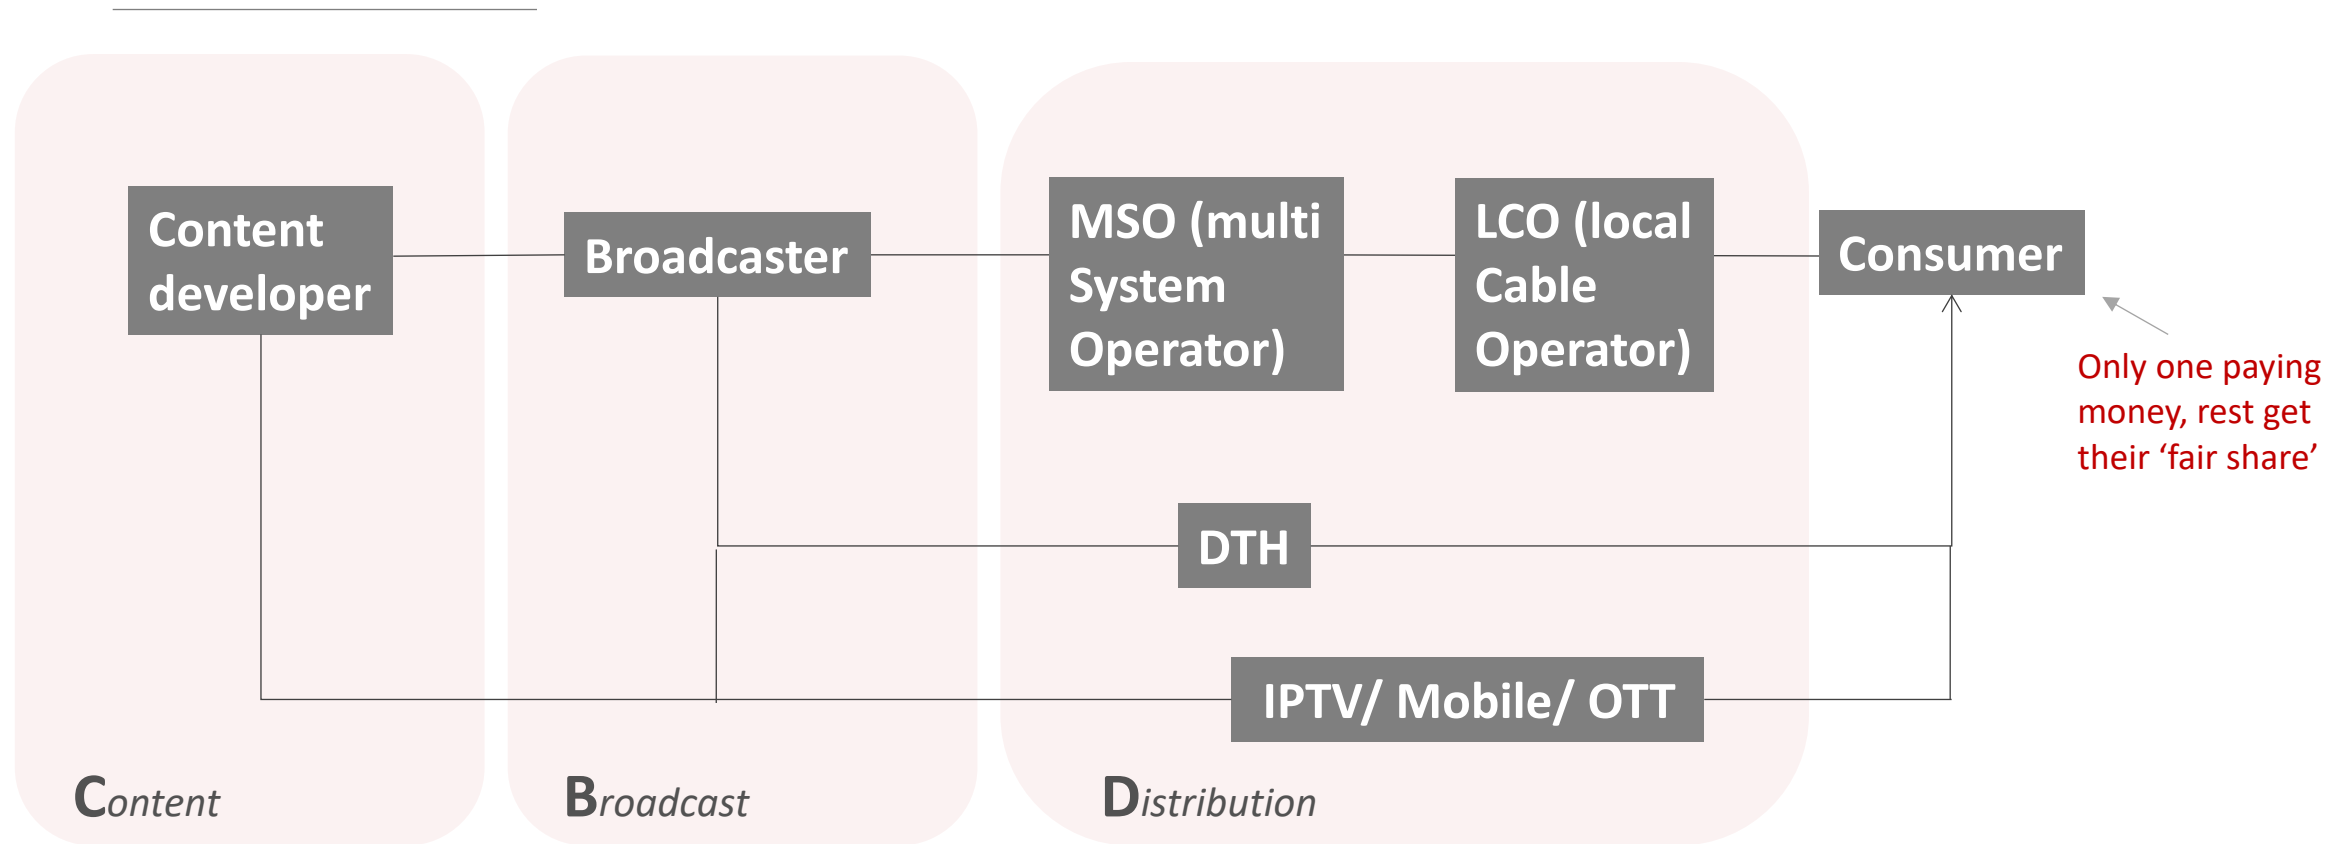 Content
developer
Broadcaster
MSO (multi
System
Operator)
LCO (local
Cable
Operator)
Consumer
Only one paying
money, rest get
their ‘fair share’
DTH
IPTV/ Mobile/ OTT
Content
Broadcast
Distribution